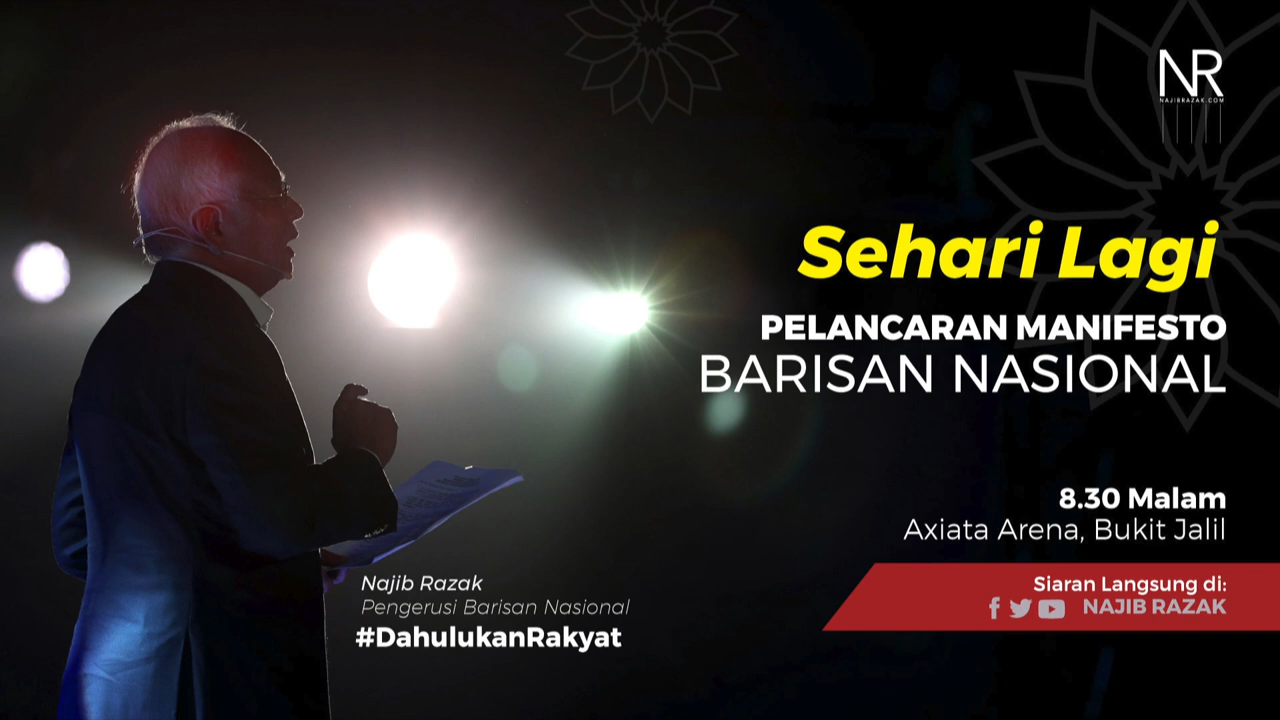 NR
NAJIBRAZAK.COM
Sehari Lagi
PELANCARAN MANIFESTO
BARISAN NASIONAL
8.30 Malam
Axiata Arena, Bukit Jalil
Siaran Langsung di:
NAJIB RAZAK
Najib Razak
Pengerusi Barisan Nasional
#DahulukanRakyat